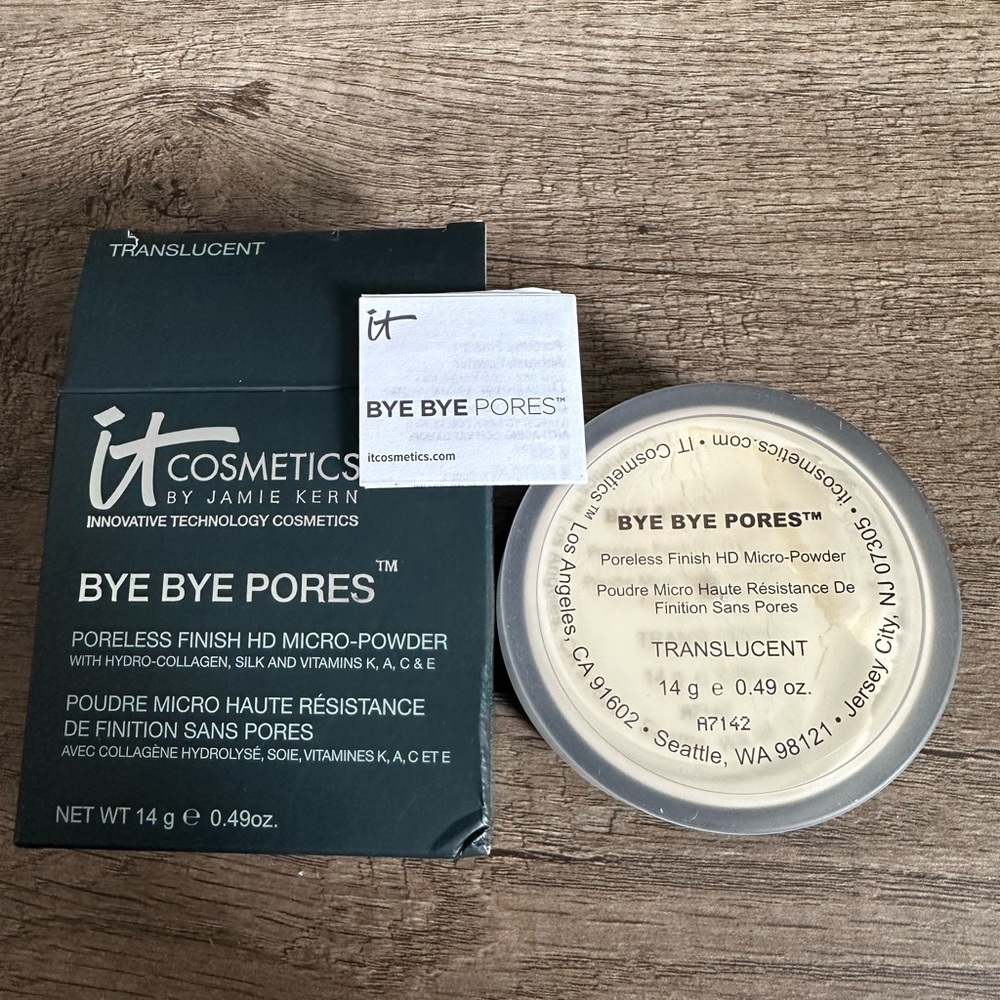 TRANSLUCENT
it COSMETICS
BY JAMIE KERN
INNOVATIVE TECHNOLOGY COSMETICS
BYE BYE PORES™
PORELESS FINISH HD MICRO-POWDER
WITH HYDRO-COLLAGEN, SILK AND VITAMINS K, A, C & E
POUDRE MICRO HAUTE RÉSISTANCE
DE FINITION SANS PORES
AVEC COLLAGÈNE HYDROLYSÉ, SOIE, VITAMINES K, A, C ET E
NET WT 14 g ℮ 0.49oz.
it
BYE BYE PORES™
itcosmetics.com
IT Cosmetics™ Los Angeles, CA 91602 • Seattle, WA 98121 • Jersey City, NJ 07305 • itcosmetics.com •
BYE BYE PORES™
Poreless Finish HD Micro-Powder
Poudre Micro Haute Résistance De
Finition Sans Pores
TRANSLUCENT
14 g ℮ 0.49 oz.
A7142